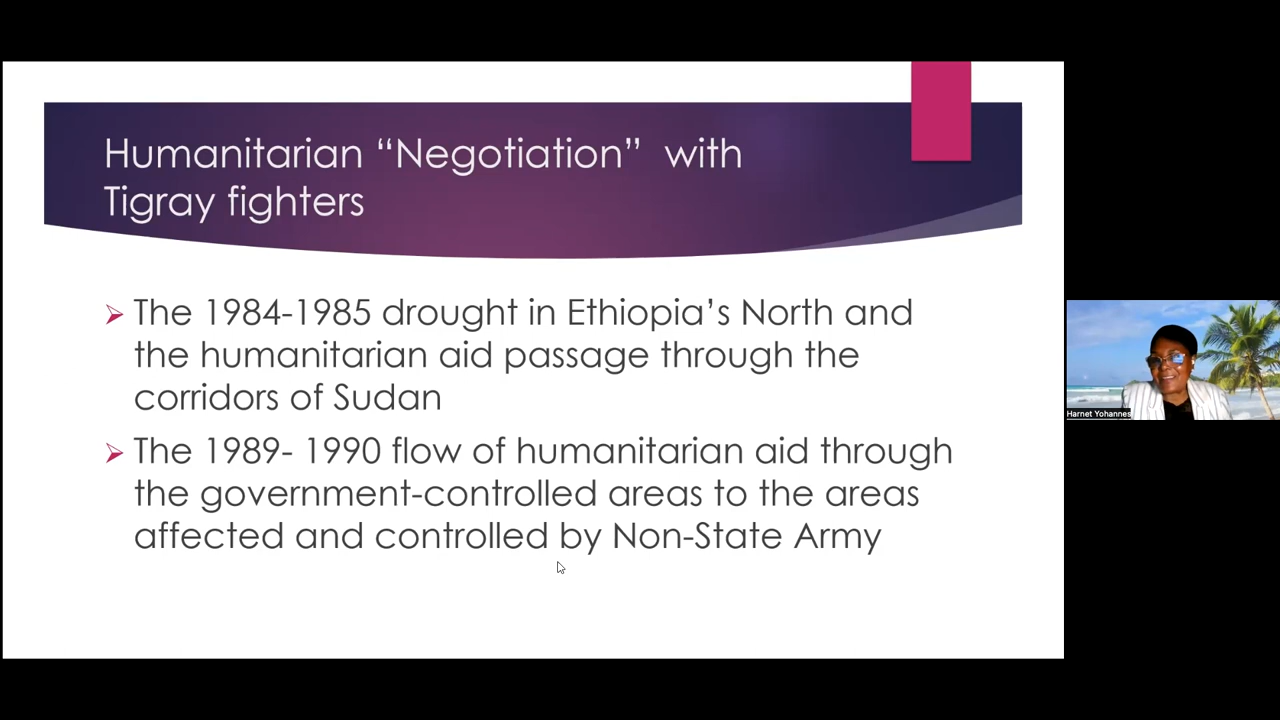 Humanitarian “Negotiation”  with
Tigray fighters
The 1984-1985 drought in Ethiopia’s North and
the humanitarian aid passage through the
corridors of Sudan
The 1989- 1990 flow of humanitarian aid through
the government-controlled areas to the areas
affected and controlled by Non-State Army
Harnet Yohannes